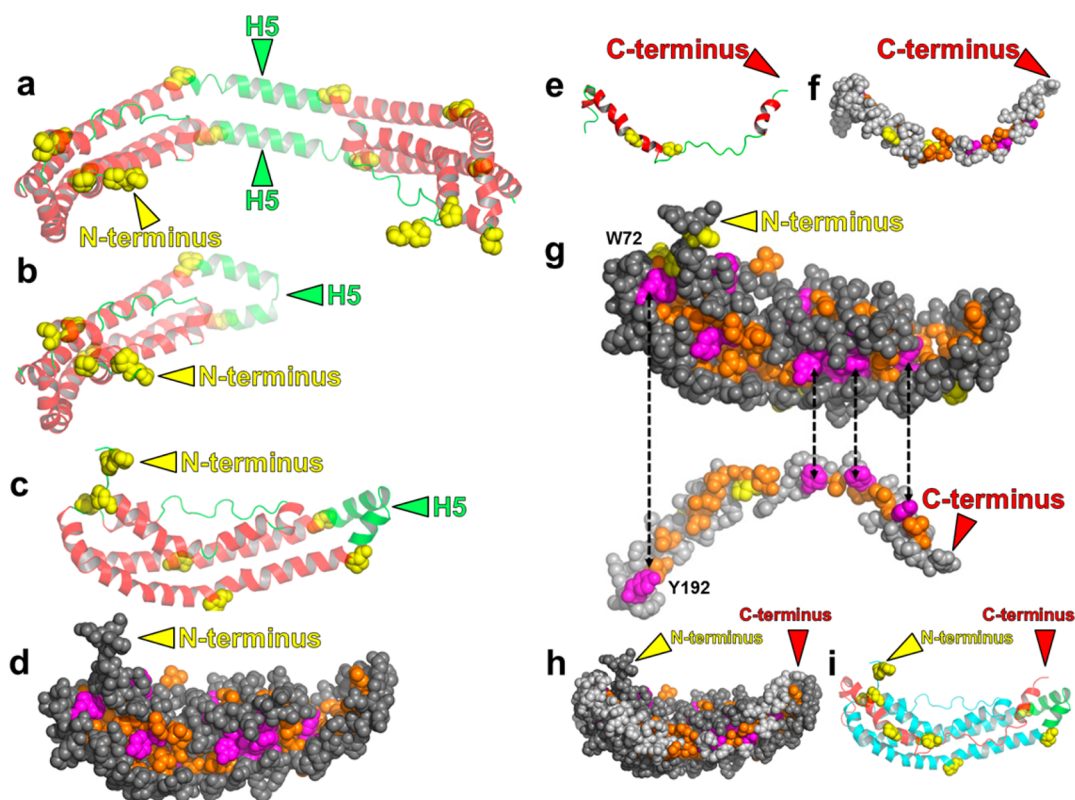 a
H5
H5
N-terminus
b
H5
N-terminus
c
N-terminus
H5
d
N-terminus
C-terminus
e
C-terminus
f
g
W72
N-terminus
C-terminus
Y192
h
N-terminus
C-terminus
i
N-terminus
C-terminus